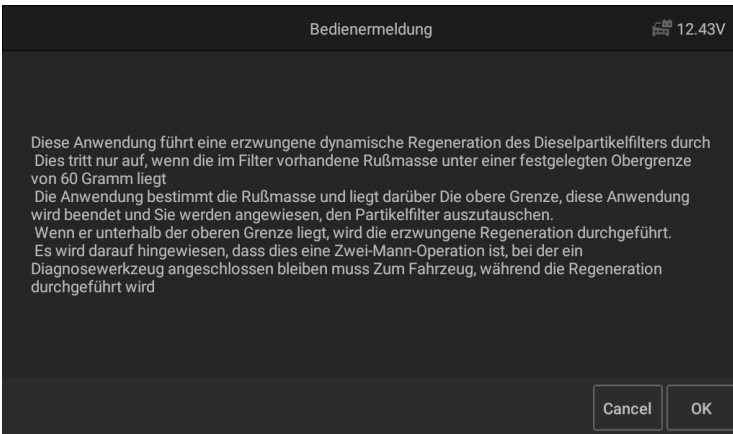 Bedienermeldung
12.43V
Diese Anwendung führt eine erzwungene dynamische Regeneration des Dieselpartikelfilters durch
Dies tritt nur auf, wenn die im Filter vorhandene Rußmasse unter einer festgelegten Obergrenze
von 60 Gramm liegt
Die Anwendung bestimmt die Rußmasse und liegt darüber Die obere Grenze, diese Anwendung
wird beendet und Sie werden angewiesen, den Partikelfilter auszutauschen.
Wenn er unterhalb der oberen Grenze liegt, wird die erzwungene Regeneration durchgeführt.
Es wird darauf hingewiesen, dass dies eine Zwei-Mann-Operation ist, bei der ein
Diagnosewerkzeug angeschlossen bleiben muss Zum Fahrzeug, während die Regeneration
durchgeführt wird
Cancel
OK